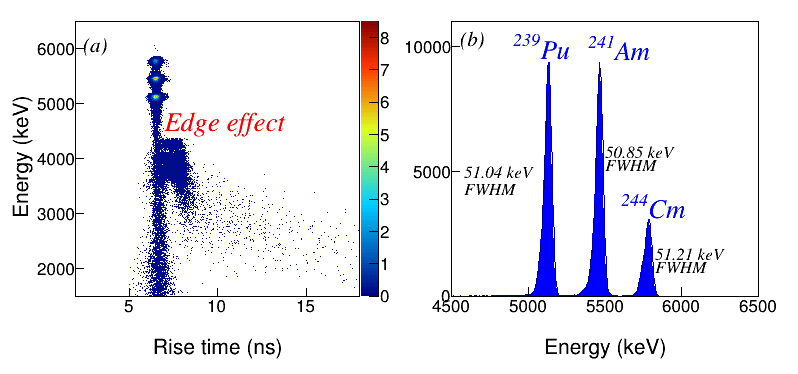 (a)
Edge effect
6000
5000
4000
3000
2000
Energy (keV)
5
10
15
Rise time (ns)
8
7
6
5
4
3
2
1
0
(b)
239Pu
241Am
244Cm
51.04 keV
FWHM
50.85 keV
FWHM
51.21 keV
FWHM
10000
5000
0
4500
5000
5500
6000
6500
Energy (keV)